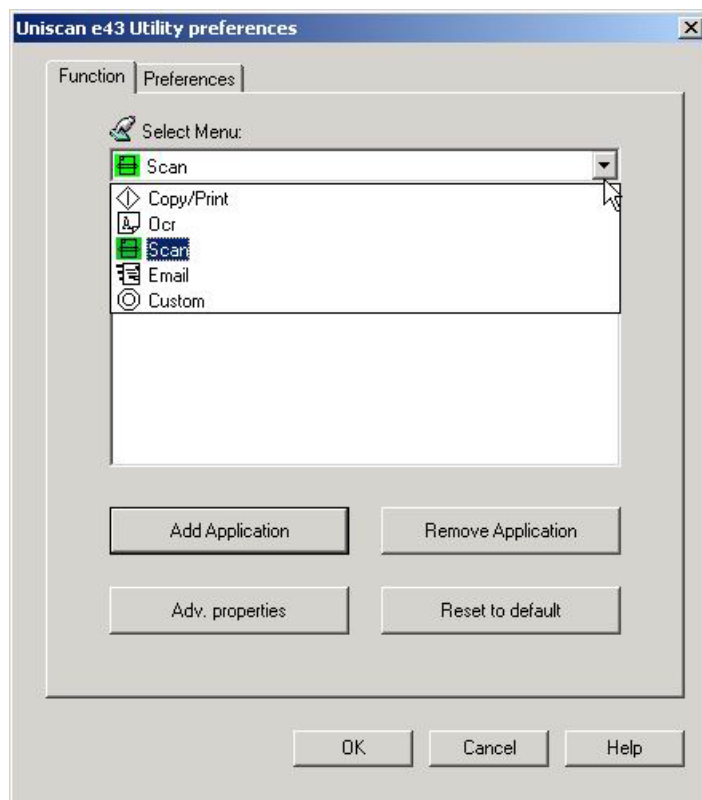 Uniscan e43 Utility preferences
Function Preferences
Select Menu:
Scan
Copy/Print
Ocr
Scan
Email
Custom
Add Application Remove Application
Adv. properties Reset to default
OK Cancel Help